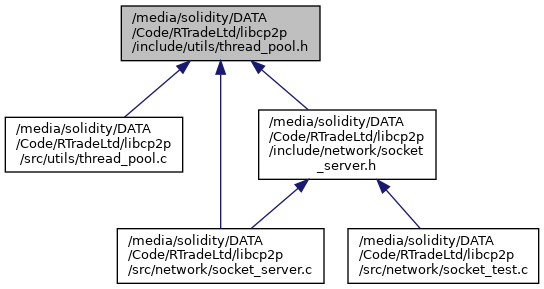 /media/solidity/DATA
/Code/RTradeLtd/libcp2p
/include/utils/thread_pool.h
/media/solidity/DATA
/Code/RTradeLtd/libcp2p
/src/utils/thread_pool.c
/media/solidity/DATA
/Code/RTradeLtd/libcp2p
/include/network/socket
_server.h
/media/solidity/DATA
/Code/RTradeLtd/libcp2p
/src/network/socket_server.c
/media/solidity/DATA
/Code/RTradeLtd/libcp2p
/src/network/socket_test.c